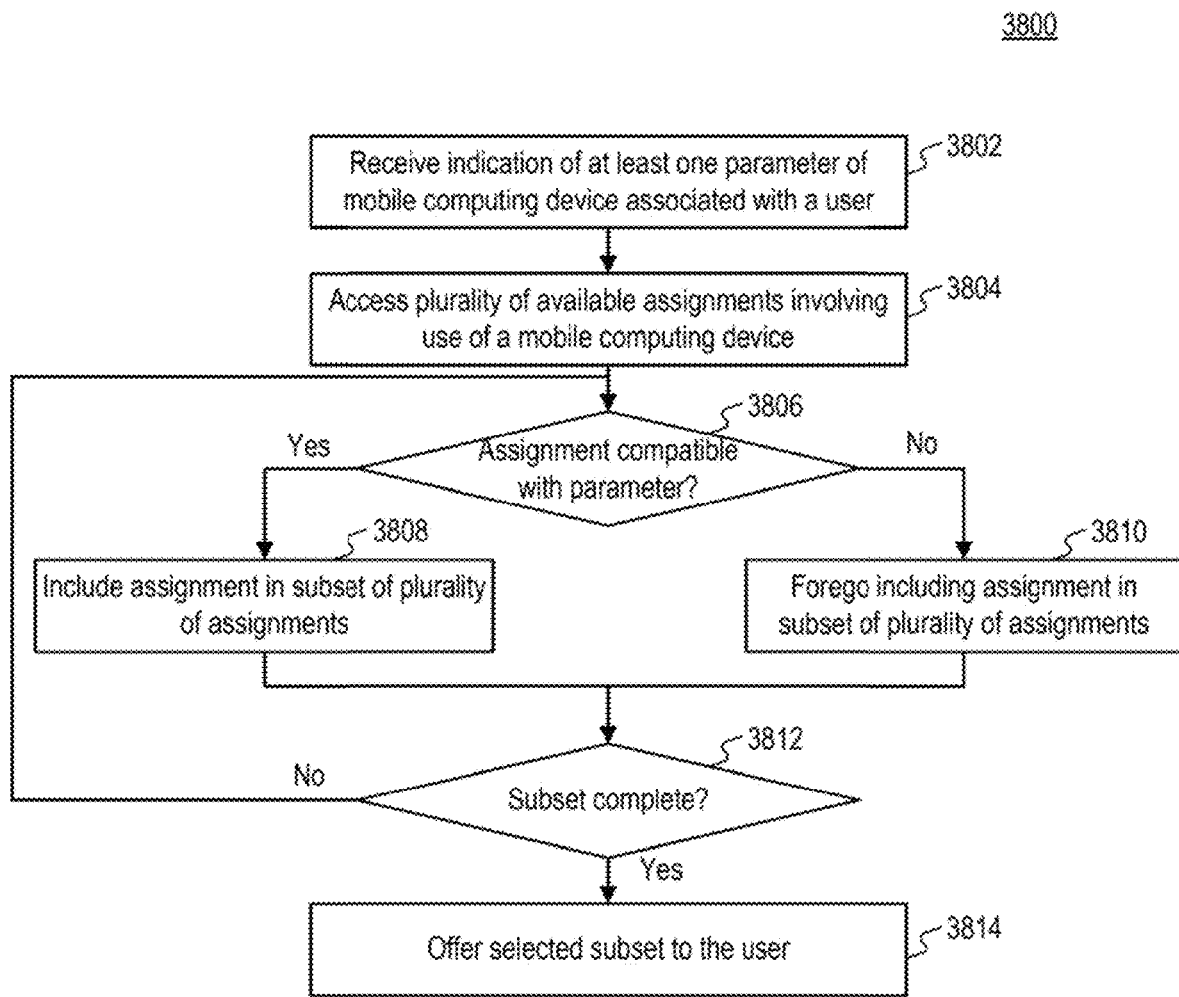 3800
Receive indication of at least one parameter of
mobile computing device associated with a user
3802
Access plurality of available assignments involving
use of a mobile computing device
3804
3806
Yes
Assignment compatible
with parameter?
No
3808
Include assignment in subset of plurality
of assignments
3810
Forego including assignment in
subset of plurality of assignments
3812
No
Subset complete?
Yes
Offer selected subset to the user
3814